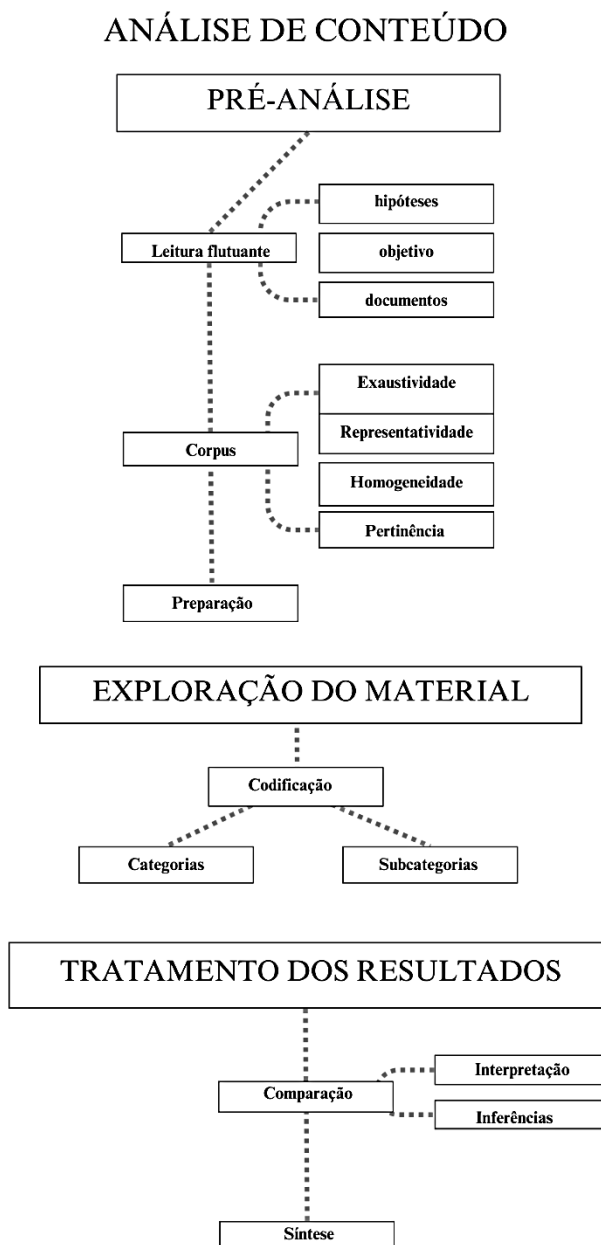 ANÁLISE DE CONTEÚDO
PRÉ-ANÁLISE
hipóteses
Leitura flutuante
objetivo
documentos
Exaustividade
Representatividade
Corpus
Homogeneidade
Pertinência
Preparação
EXPLORAÇÃO DO MATERIAL
Codificação
Categorias
Subcategorias
TRATAMENTO DOS RESULTADOS
Interpretação
Comparação
Inferências
Síntese